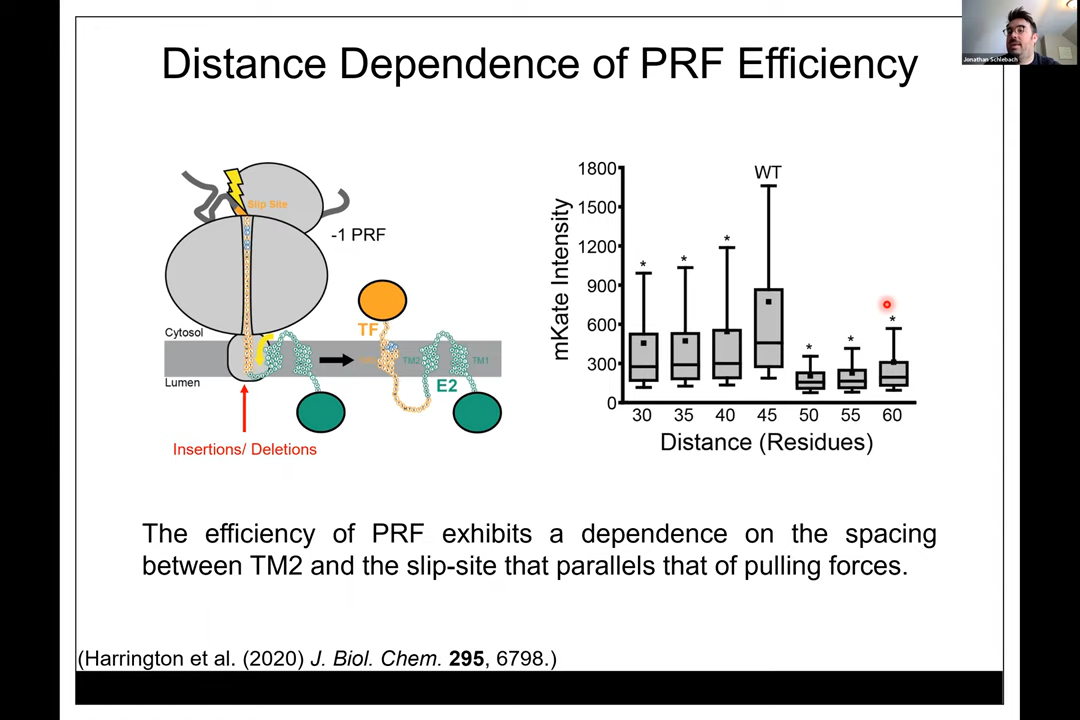 Distance Dependence of PRF Efficiency
Jonathan Schlebach
Slip Site
-1 PRF
Cytosol
Lumen
TF
TM2
TM1
E2
Insertions/ Deletions
mKate Intensity
1800
1500
1200
900
600
300
0
WT
* * * * * *
30 35 40 45 50 55 60
Distance (Residues)
The efficiency of PRF exhibits a dependence on the spacing
between TM2 and the slip-site that parallels that of pulling forces.
(Harrington et al. (2020) J. Biol. Chem. 295, 6798.)